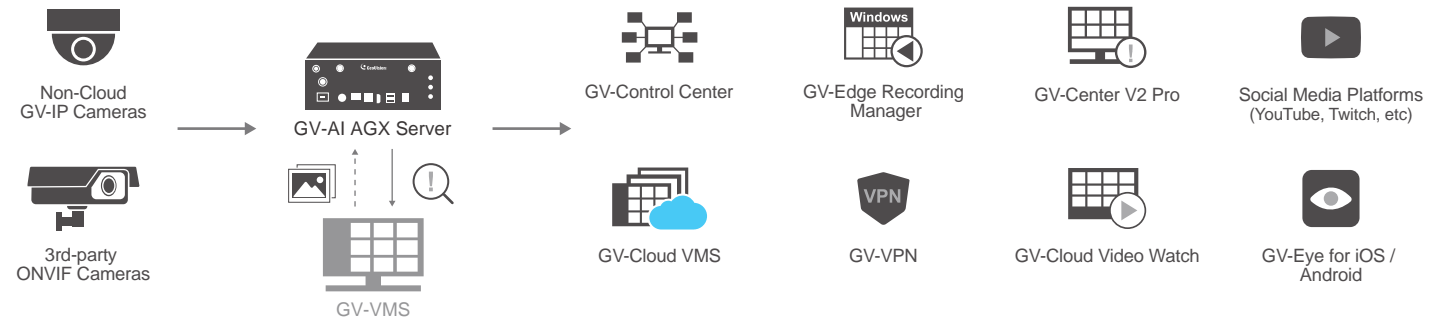 Non-Cloud
GV-IP Cameras
3rd-party
ONVIF Cameras
GeoVision
GV-AI AGX Server
GV-VMS
GV-Control Center
Windows
GV-Edge Recording
Manager
GV-Center V2 Pro
Social Media Platforms
(YouTube, Twitch, etc)
GV-Cloud VMS
VPN
GV-VPN
GV-Cloud Video Watch
GV-Eye for iOS /
Android